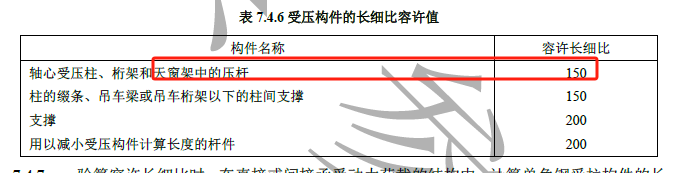 表 7.4.6 受压构件的长细比容许值
构件名称 容许长细比
轴心受压柱、桁架和天窗架中的压杆 150
柱的缀条、吊车梁或吊车桁架以下的柱间支撑 150
支撑 200
用以减小受压构件计算长度的杆件 200